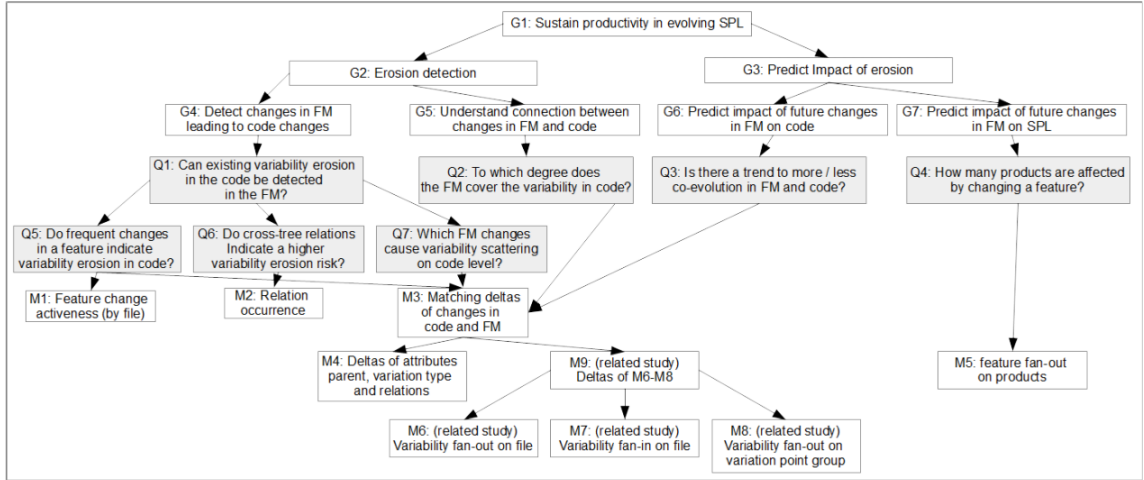 G1: Sustain productivity in evolving SPL
G2: Erosion detection
G3: Predict Impact of erosion
G4: Detect changes in FM
leading to code changes
G5: Understand connection between
changes in FM and code
G6: Predict impact of future changes
in FM on code
G7: Predict impact of future changes
in FM on SPL
Q1: Can existing variability erosion
in the code be detected
in the FM?
Q2: To which degree does
the FM cover the variability in code?
Q3: Is there a trend to more / less
co-evolution in FM and code?
Q4: How many products are affected
by changing a feature?
Q5: Do frequent changes
in a feature indicate
variability erosion in code?
Q6: Do cross-tree relations
Indicate a higher
variability erosion risk?
Q7: Which FM changes
cause variability scattering
on code level?
M1: Feature change
activeness (by file)
M2: Relation
occurrence
M3: Matching deltas
of changes in
code and FM
M4: Deltas of attributes
parent, variation type
and relations
M9: (related study)
Deltas of M6-M8
M5: feature fan-out
on products
M6: (related study)
Variability fan-out on file
M7: (related study)
Variability fan-in on file
M8: (related study)
Variability fan-out on
variation point group